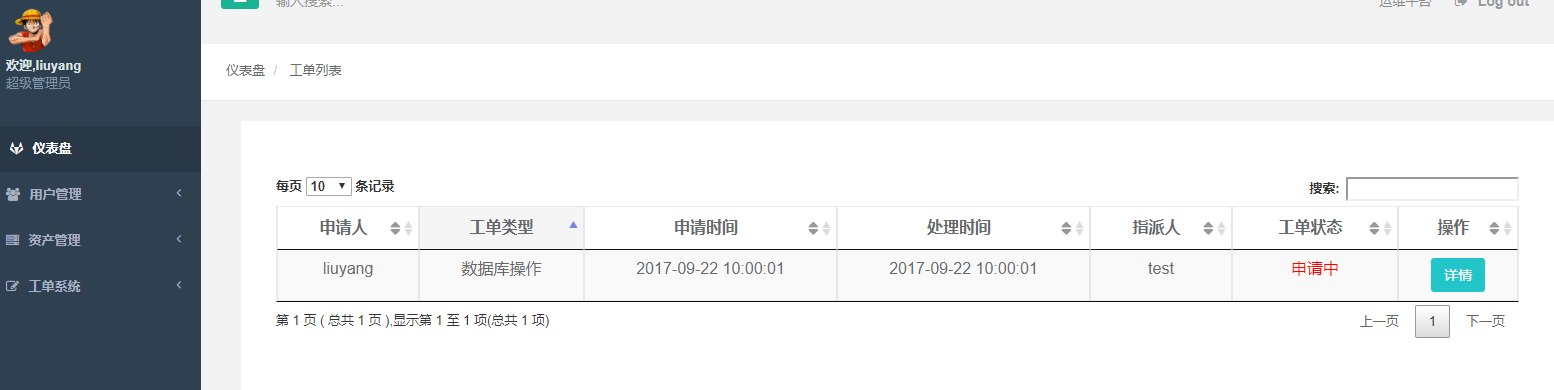 输入搜索...
运维平台 Log out
欢迎,liuyang
超级管理员
仪表盘
用户管理
资产管理
工单系统
仪表盘 / 工单列表
每页 10 条记录
搜索:
申请人 工单类型 申请时间 处理时间 指派人 工单状态 操作
liuyang 数据库操作 2017-09-22 10:00:01 2017-09-22 10:00:01 test 申请中 详情
第 1 页 ( 总共 1 页 ),显示第 1 至 1 项(总共 1 项)
上一页 1 下一页